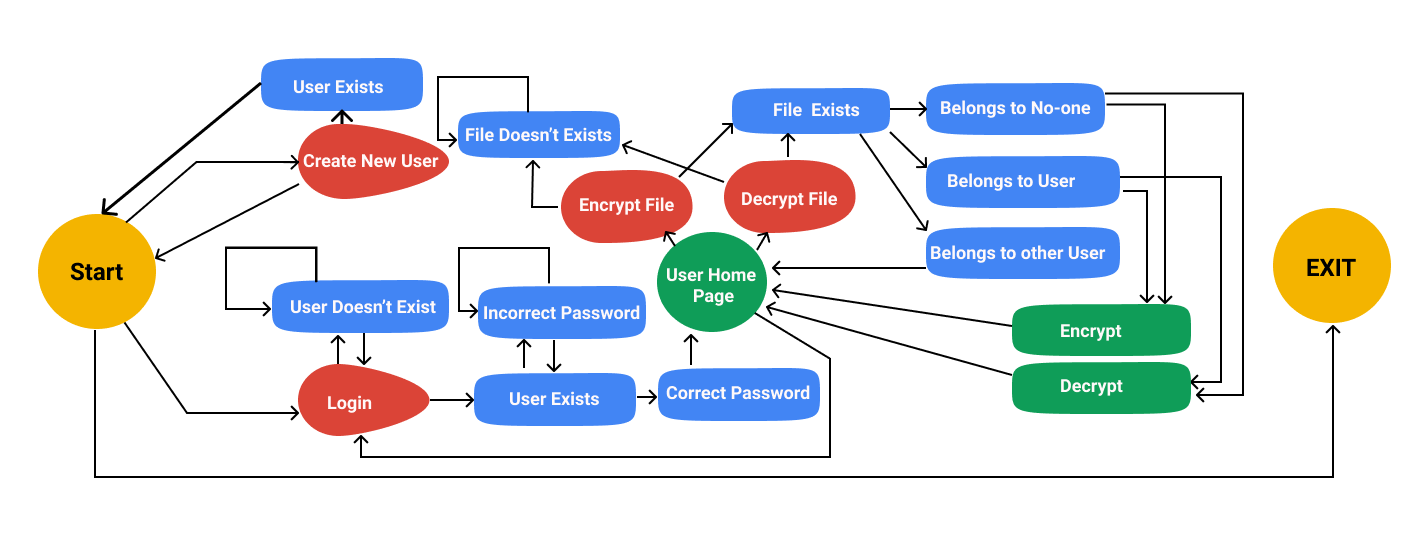 User Exists
File Doesn't Exists
File Exists
Belongs to No-one
Create New User
Encrypt File
Decrypt File
Belongs to User
Belongs to other User
Start
User Home
Page
EXIT
User Doesn't Exist
Incorrect Password
Encrypt
Login
User Exists
Correct Password
Decrypt